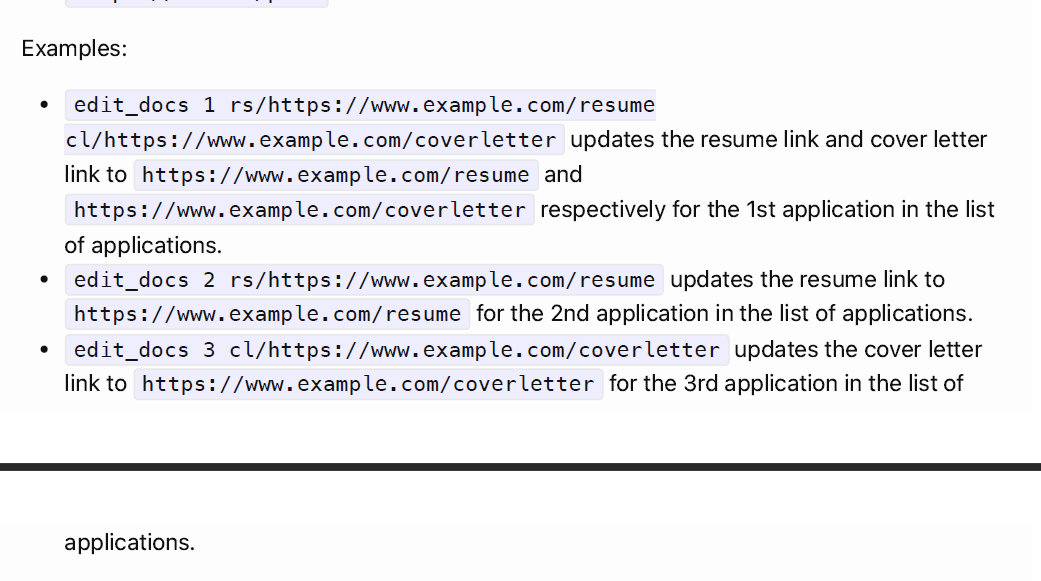 Examples:
edit_docs 1 rs/https://www.example.com/resume
cl/https://www.example.com/coverletter updates the resume link and cover letter
link to https://www.example.com/resume and
https://www.example.com/coverletter respectively for the 1st application in the list
of applications.
edit_docs 2 rs/https://www.example.com/resume updates the resume link to
https://www.example.com/resume for the 2nd application in the list of applications.
edit_docs 3 cl/https://www.example.com/coverletter updates the cover letter
link to https://www.example.com/coverletter for the 3rd application in the list of
applications.